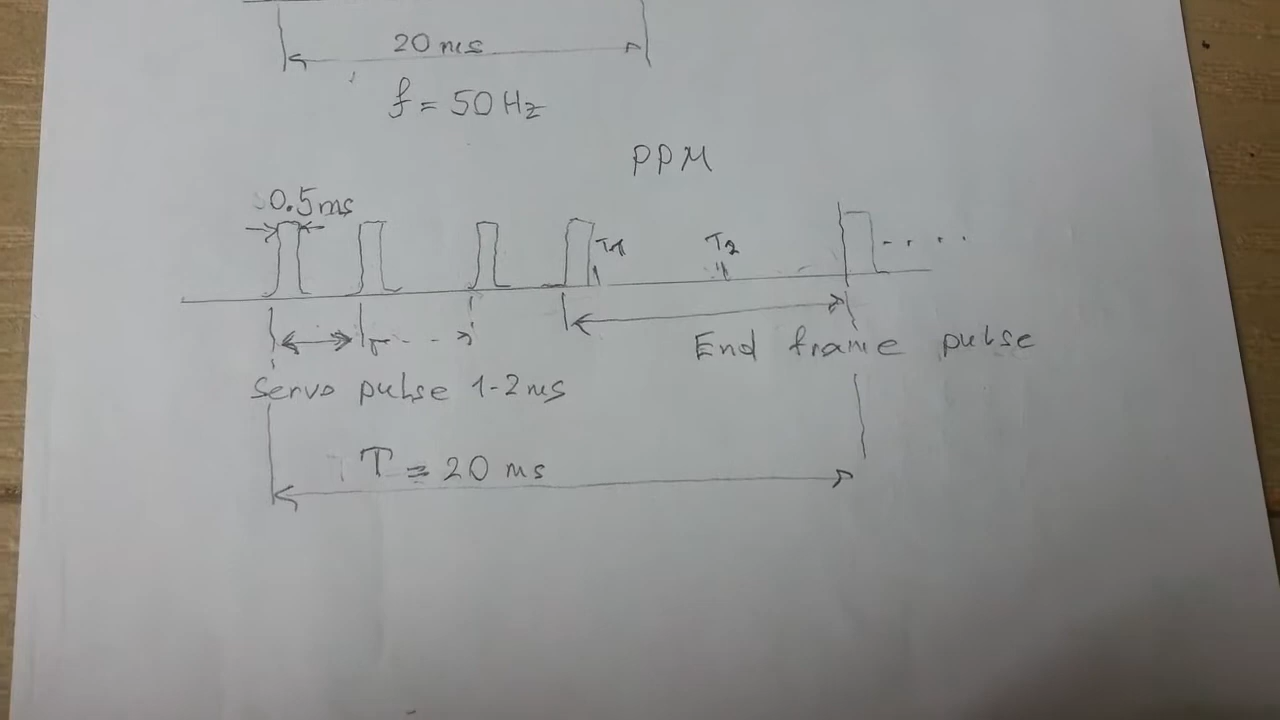 20 ms
f = 50 Hz
PPM
0.5 ms
T1 T2
....
End frame pulse
Servo pulse 1-2 ms
T = 20 ms